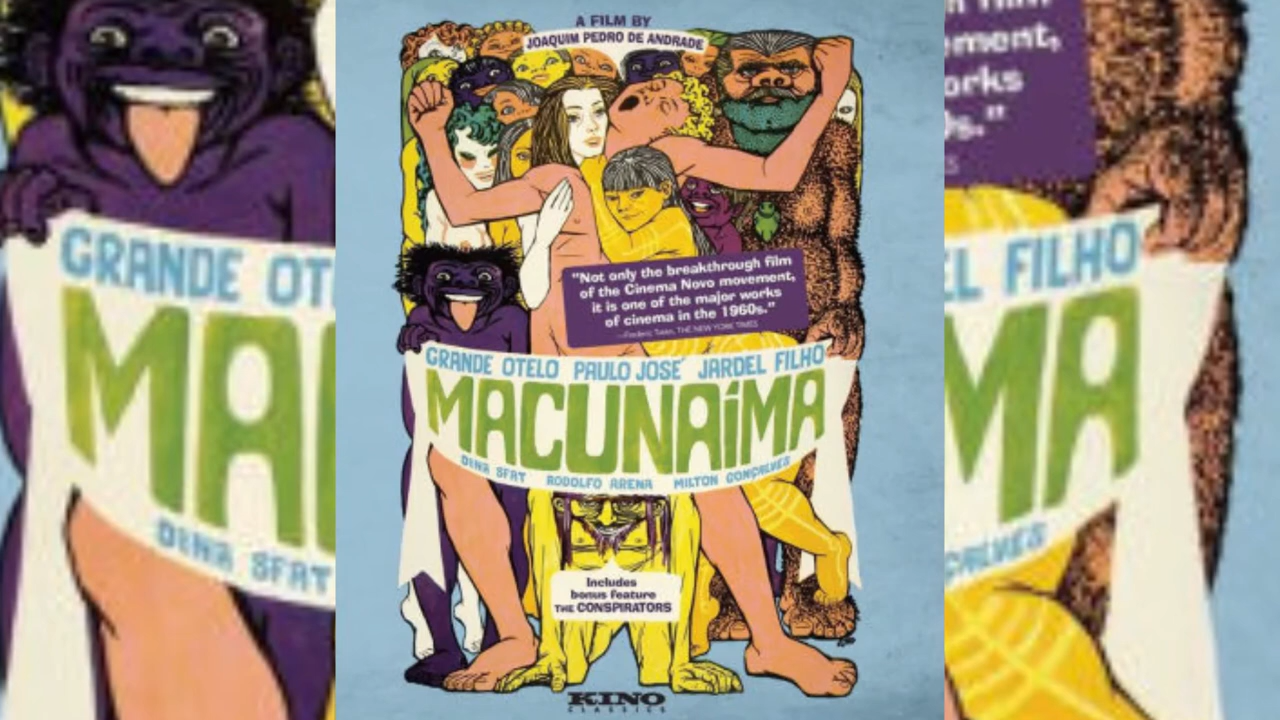 A FILM BY
JOAQUIM PEDRO DE ANDRADE
"Not only the breakthrough film
of the Cinema Novo movement,
it is one of the major works
of cinema in the 1960s."
THE NEW YORK TIMES
GRANDE OTELO PAULO JOSÉ JARDEL FILHO
MACUNAíMA
DINA SFAT RODOLFO ARENA MILTON GONÇALVES
Includes
bonus feature
THE CONSPIRATORS
KINO
CLASSICS
GRANDE OT
MA
DINA SFAT
ement,
orks
0s."
EL FILHO
MA
ÇALVES